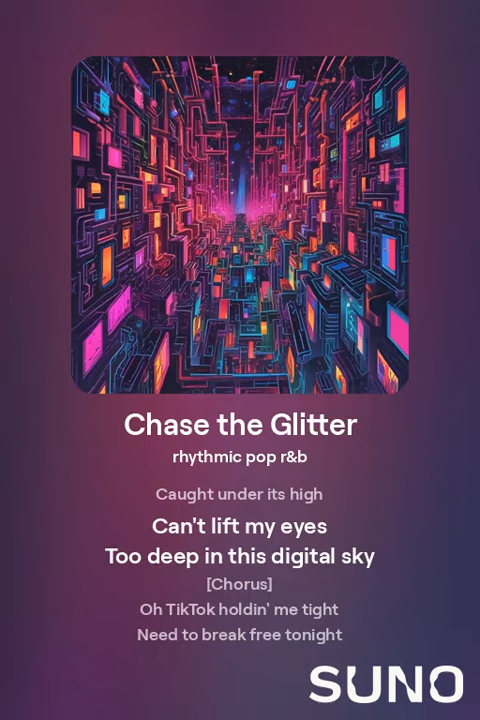 Chase the Glitter
rhythmic pop r&b
Caught under its high
Can't lift my eyes
Too deep in this digital sky
[Chorus]
Oh TikTok holdin' me tight
Need to break free tonight
SUNO